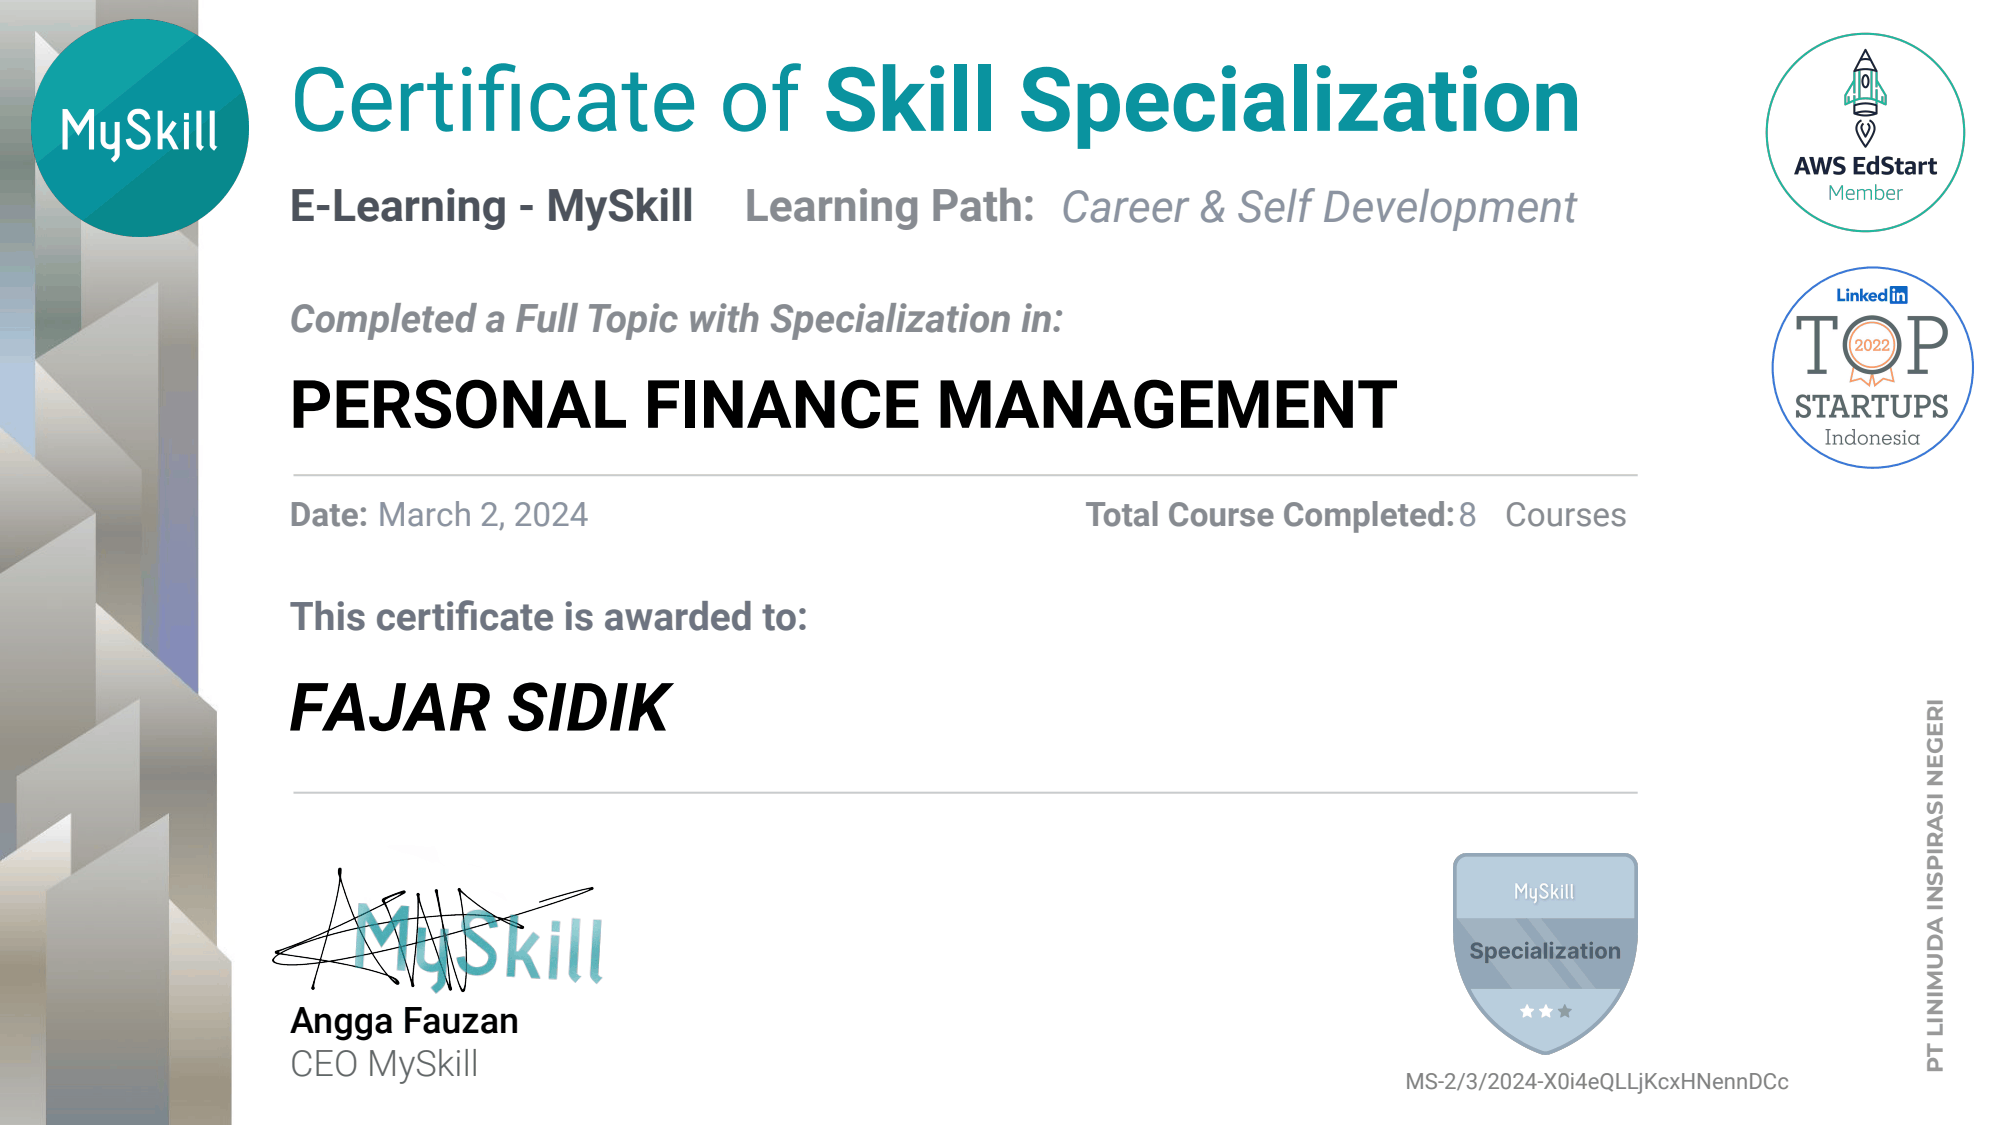 MySkill
Certificate of Skill Specialization
E-Learning - MySkill Learning Path: Career & Self Development
Completed a Full Topic with Specialization in:
PERSONAL FINANCE MANAGEMENT
Date: March 2, 2024 Total Course Completed: 8 Courses
This certificate is awarded to:
FAJAR SIDIK
MySkill
Angga Fauzan
CEO MySkill
AWS EdStart
Member
LinkedIn
TOP
2022
STARTUPS
Indonesia
PT LINIMUDA INSPIRASI NEGERI
MySkill
Specialization
MS-2/3/2024-X0i4eQLLjKcxHNennDCc